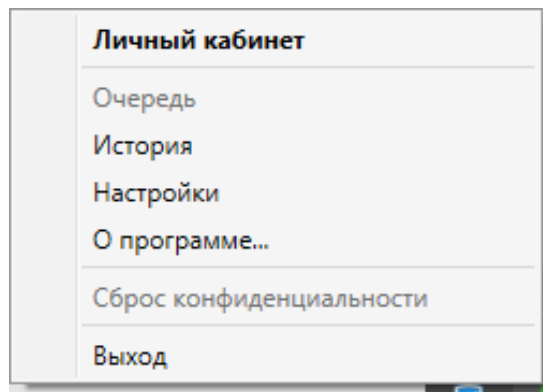 Личный кабинет
Очередь
История
Настройки
О программе...
Сброс конфиденциальности
Выход